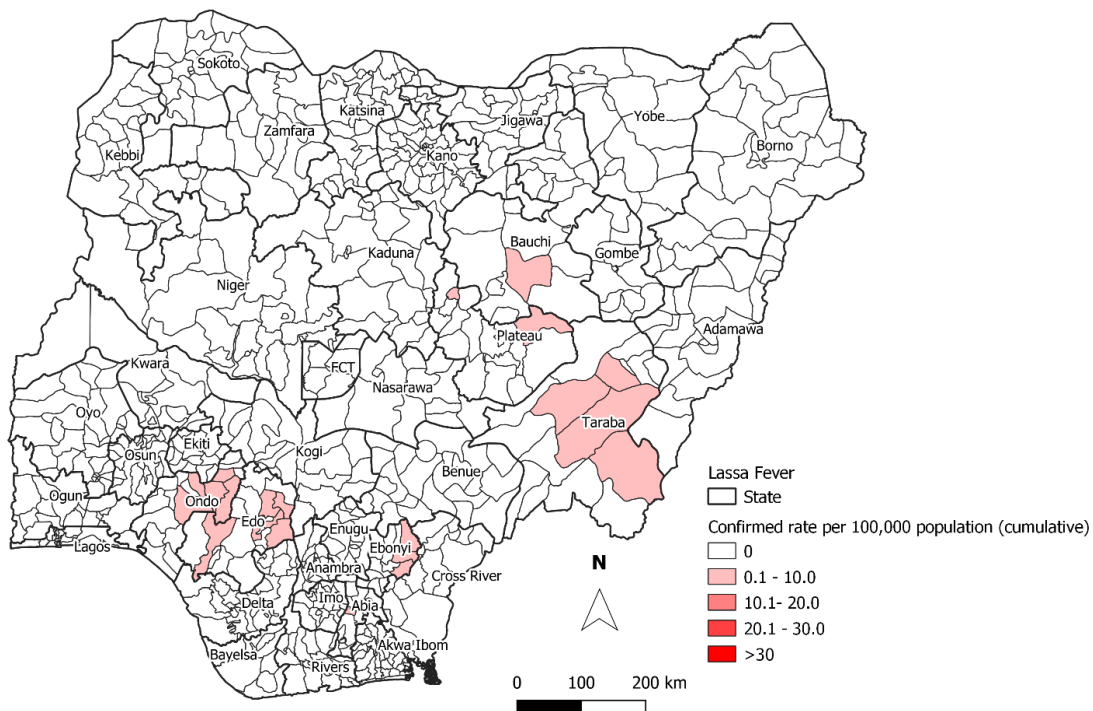 Sokoto
Katsina
Jigawa
Yobe
Zamfara
Kebbi
Kano
Borno
Bauchi
Kaduna
Gombe
Niger
Adamawa
Plateau
Kwara
FCT
Nasarawa
Oyo
Taraba
Osun
Ekiti
Kogi
Benue
Ogun
Ondo
Edo
Enugu
Ebonyi
Lagos
Anambra
Cross River
Delta
Imo
Abia
Bayelsa
Rivers
Akwa Ibom
Lassa Fever
State
Confirmed rate per 100,000 population (cumulative)
0
0.1 - 10.0
10.1- 20.0
20.1 - 30.0
>30
N
0 100 200 km